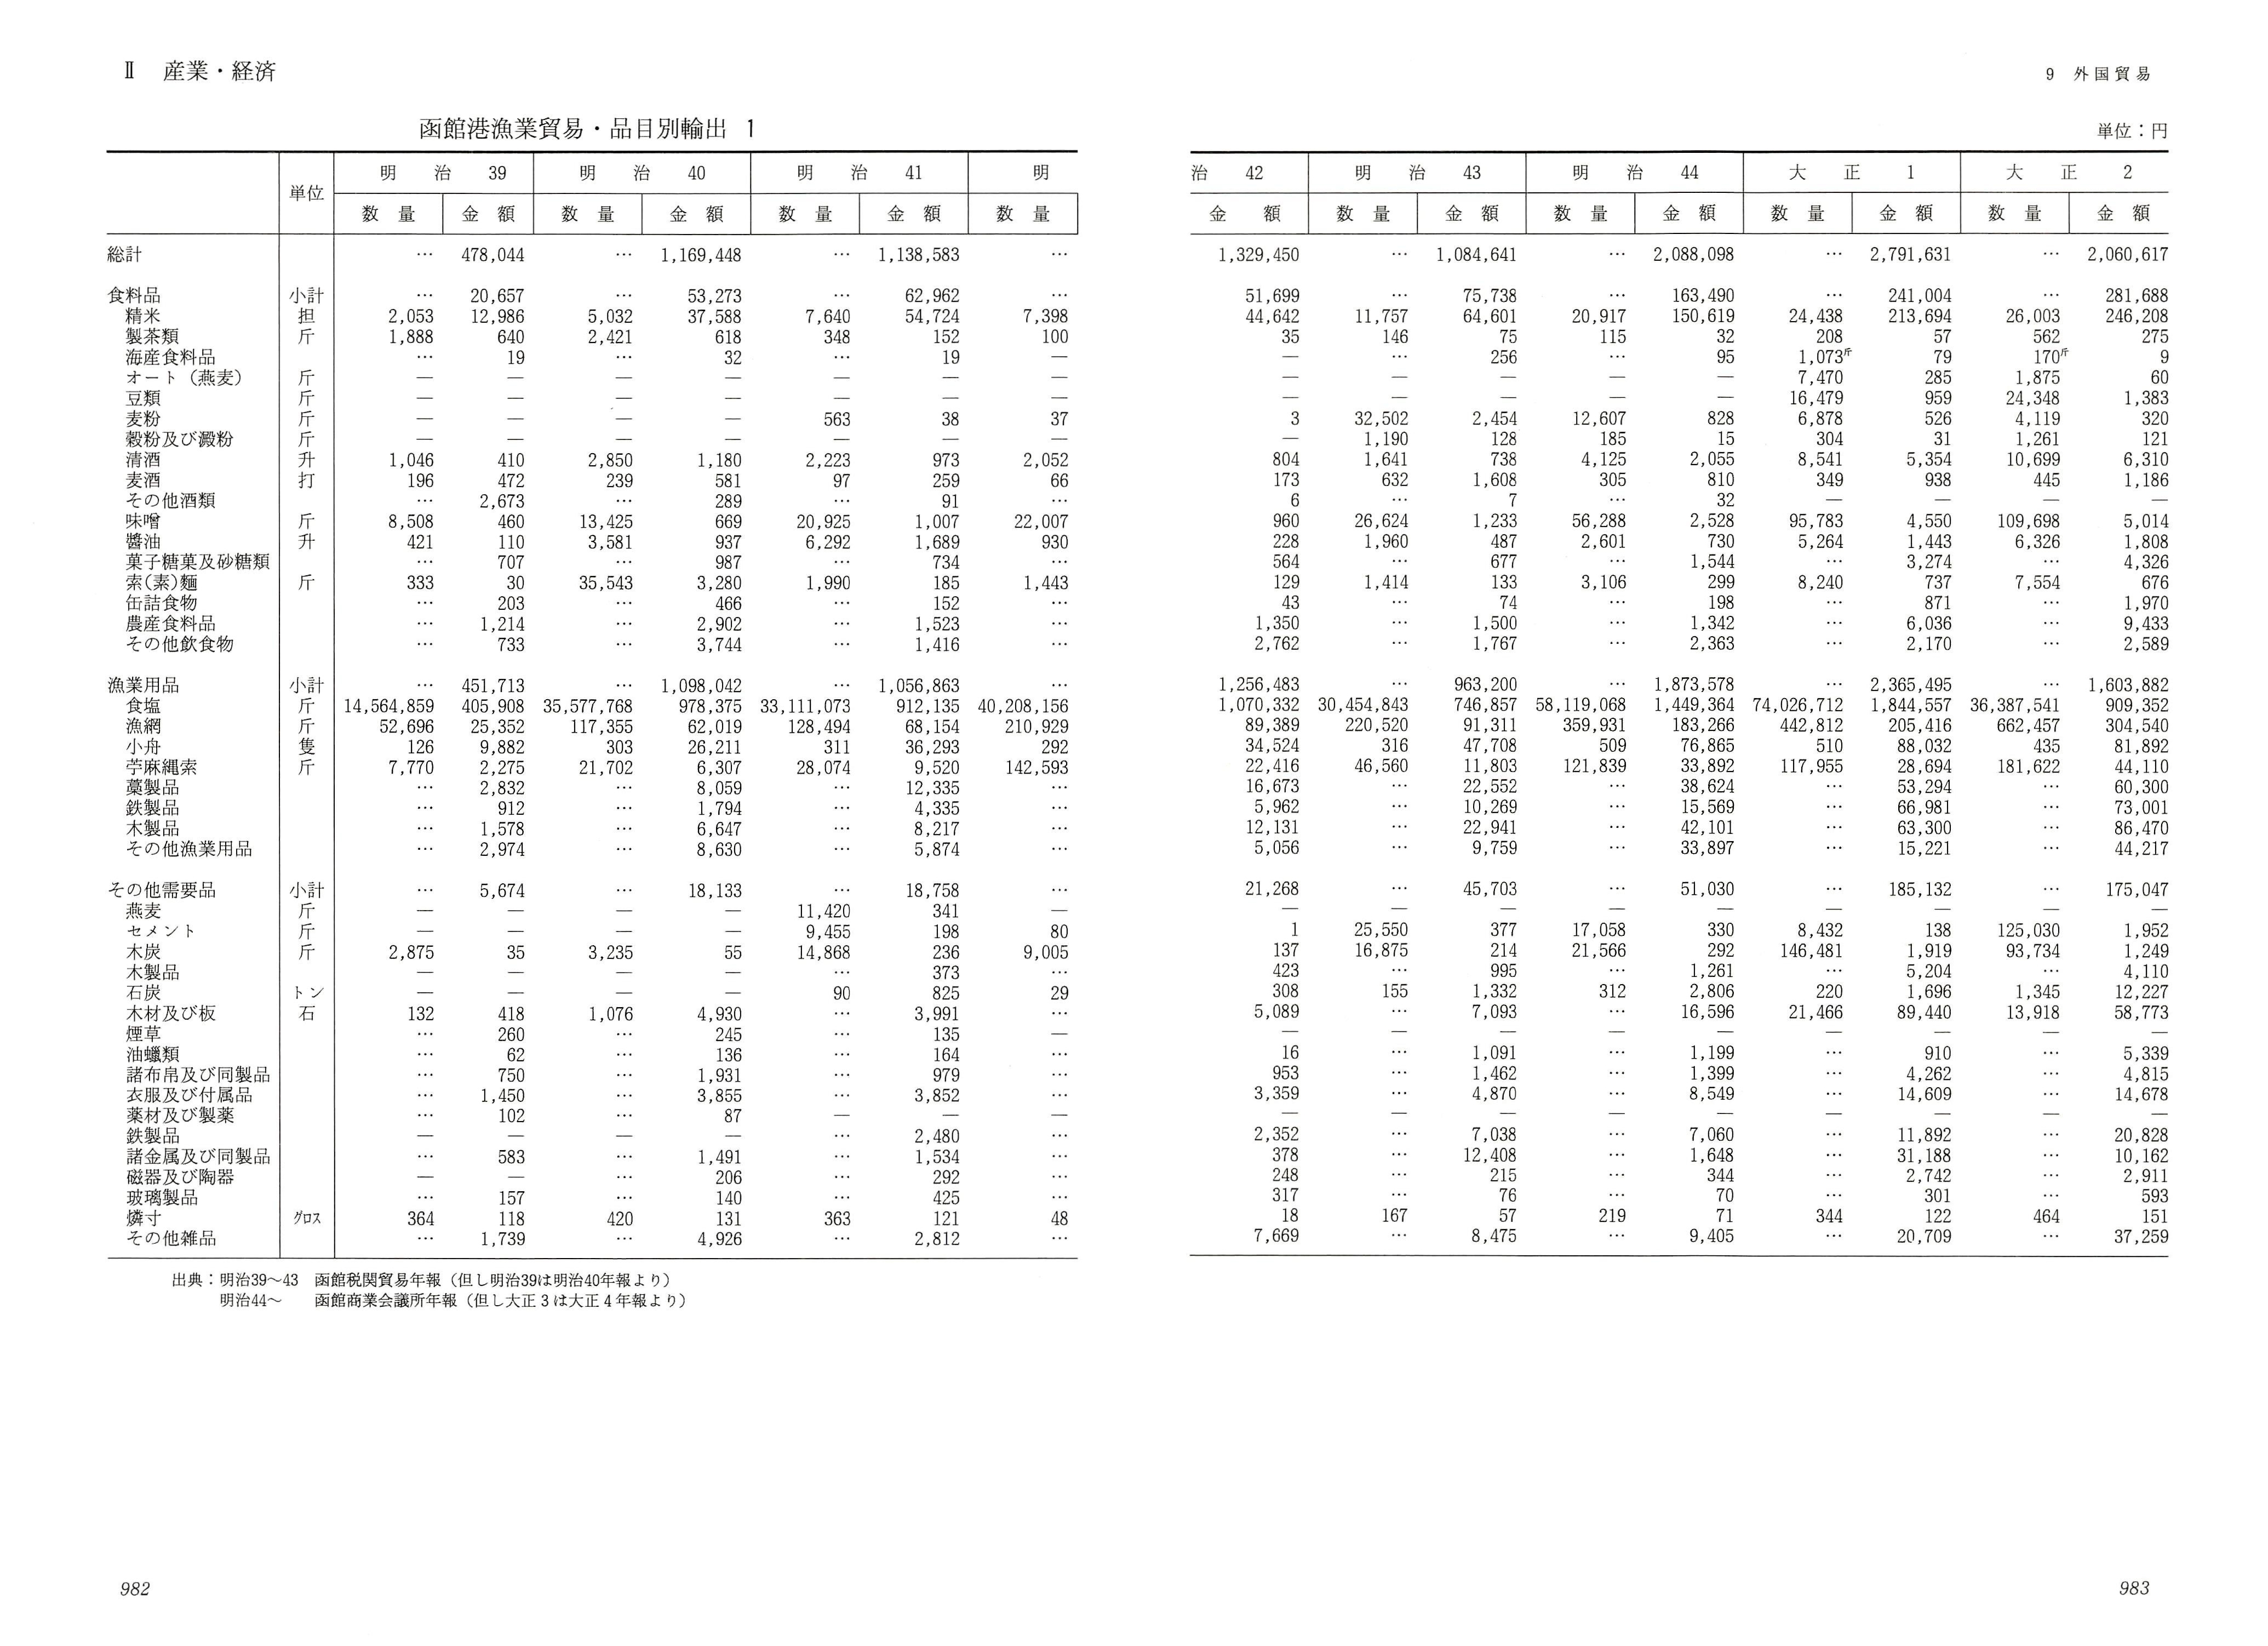 Ⅱ 産業・経済
函館港漁業貿易・品目別輸出 1
単位 明治39 明治40 明治41 明
数量 金額 数量 金額 数量 金額 数量
総計 … 478,044 … 1,169,448 … 1,138,583 …
食料品 小計 … 20,657 … 53,273 … 62,962 …
精米 担 2,053 12,986 5,032 37,588 7,640 54,724 7,398
製茶類 斤 1,888 640 2,421 618 348 152 100
海産食料品 … 19 … 32 … 19 —
オート（燕麦） 斤 — — — — — — —
豆類 斤 — — — — — — —
麦粉 斤 — — — — 563 38 37
穀粉及び澱粉 斤 — — — — — — —
清酒 升 1,046 410 2,850 1,180 2,223 973 2,052
麦酒 打 196 472 239 581 97 259 66
その他酒類 … 2,673 … 289 … 91 …
味噌 斤 8,508 460 13,425 669 20,925 1,007 22,007
醬油 升 421 110 3,581 937 6,292 1,689 930
菓子糖菓及砂糖類 … 707 … 987 … 734 …
索(素)麺 斤 333 30 35,543 3,280 1,990 185 1,443
缶詰食物 … 203 … 466 … 152 …
農産食料品 … 1,214 … 2,902 … 1,523 …
その他飲食物 … 733 … 3,744 … 1,416 …
漁業用品 小計 … 451,713 … 1,098,042 … 1,056,863 …
食塩 斤 14,564,859 405,908 35,577,768 978,375 33,111,073 912,135 40,208,156
漁網 斤 52,696 25,352 117,355 62,019 128,494 68,154 210,929
小舟 隻 126 9,882 303 26,211 311 36,293 292
苧麻縄索 斤 7,770 2,275 21,702 6,307 28,074 9,520 142,593
藁製品 … 2,832 … 8,059 … 12,335 …
鉄製品 … 912 … 1,794 … 4,335 …
木製品 … 1,578 … 6,647 … 8,217 …
その他漁業用品 … 2,974 … 8,630 … 5,874 …
その他需要品 小計 … 5,674 … 18,133 … 18,758 …
燕麦 斤 — — — — 11,420 341 —
セメント 斤 — — — — 9,455 198 80
木炭 斤 2,875 35 3,235 55 14,868 236 9,005
木製品 — — — — … 373 …
石炭 トン — — — — 90 825 29
木材及び板 石 132 418 1,076 4,930 … 3,991 …
煙草 … 260 … 245 … 135 —
油蠟類 … 62 … 136 … 164 …
諸布帛及び同製品 … 750 … 1,931 … 979 …
衣服及び付属品 … 1,450 … 3,855 … 3,852 …
薬材及び製薬 … 102 … 87 — — —
鉄製品 — — — — … 2,480 …
諸金属及び同製品 … 583 … 1,491 … 1,534 …
磁器及び陶器 — — … 206 … 292 …
玻璃製品 … 157 … 140 … 425 …
燐寸 グロス 364 118 420 131 363 121 48
その他雑品 … 1,739 … 4,926 … 2,812 …
出典：明治39～43 函館税関貿易年報（但し明治39は明治40年報より）
明治44～ 函館商業会議所年報（但し大正3は大正4年報より）
982
9 外国貿易
単位：円
治42 明治43 明治44 大正1 大正2
金額 数量 金額 数量 金額 数量 金額 数量 金額
1,329,450 … 1,084,641 … 2,088,098 … 2,791,631 … 2,060,617
51,699 … 75,738 … 163,490 … 241,004 … 281,688
44,642 11,757 64,601 20,917 150,619 24,438 213,694 26,003 246,208
35 146 75 115 32 208 57 562 275
— … 256 … 95 1,073斤 79 170斤 9
— — — — — 7,470 285 1,875 60
— — — — — 16,479 959 24,348 1,383
3 32,502 2,454 12,607 828 6,878 526 4,119 320
— 1,190 128 185 15 304 31 1,261 121
804 1,641 738 4,125 2,055 8,541 5,354 10,699 6,310
173 632 1,608 305 810 349 938 445 1,186
6 … 7 … 32 — — — —
960 26,624 1,233 56,288 2,528 95,783 4,550 109,698 5,014
228 1,960 487 2,601 730 5,264 1,443 6,326 1,808
564 … 677 … 1,544 … 3,274 … 4,326
129 1,414 133 3,106 299 8,240 737 7,554 676
43 … 74 … 198 … 871 … 1,970
1,350 … 1,500 … 1,342 … 6,036 … 9,433
2,762 … 1,767 … 2,363 … 2,170 … 2,589
1,256,483 … 963,200 … 1,873,578 … 2,365,495 … 1,603,882
1,070,332 30,454,843 746,857 58,119,068 1,449,364 74,026,712 1,844,557 36,387,541 909,352
89,389 220,520 91,311 359,931 183,266 442,812 205,416 662,457 304,540
34,524 316 47,708 509 76,865 510 88,032 435 81,892
22,416 46,560 11,803 121,839 33,892 117,955 28,694 181,622 44,110
16,673 … 22,552 … 38,624 … 53,294 … 60,300
5,962 … 10,269 … 15,569 … 66,981 … 73,001
12,131 … 22,941 … 42,101 … 63,300 … 86,470
5,056 … 9,759 … 33,897 … 15,221 … 44,217
21,268 … 45,703 … 51,030 … 185,132 … 175,047
— — — — — — — — —
1 25,550 377 17,058 330 8,432 138 125,030 1,952
137 16,875 214 21,566 292 146,481 1,919 93,734 1,249
423 … 995 … 1,261 … 5,204 … 4,110
308 155 1,332 312 2,806 220 1,696 1,345 12,227
5,089 … 7,093 … 16,596 21,466 89,440 13,918 58,773
— — — — — — — — —
16 … 1,091 … 1,199 … 910 … 5,339
953 … 1,462 … 1,399 … 4,262 … 4,815
3,359 … 4,870 … 8,549 … 14,609 … 14,678
— — — — — — — — —
2,352 … 7,038 … 7,060 … 11,892 … 20,828
378 … 12,408 … 1,648 … 31,188 … 10,162
248 … 215 … 344 … 2,742 … 2,911
317 … 76 … 70 … 301 … 593
18 167 57 219 71 344 122 464 151
7,669 … 8,475 … 9,405 … 20,709 … 37,259
983